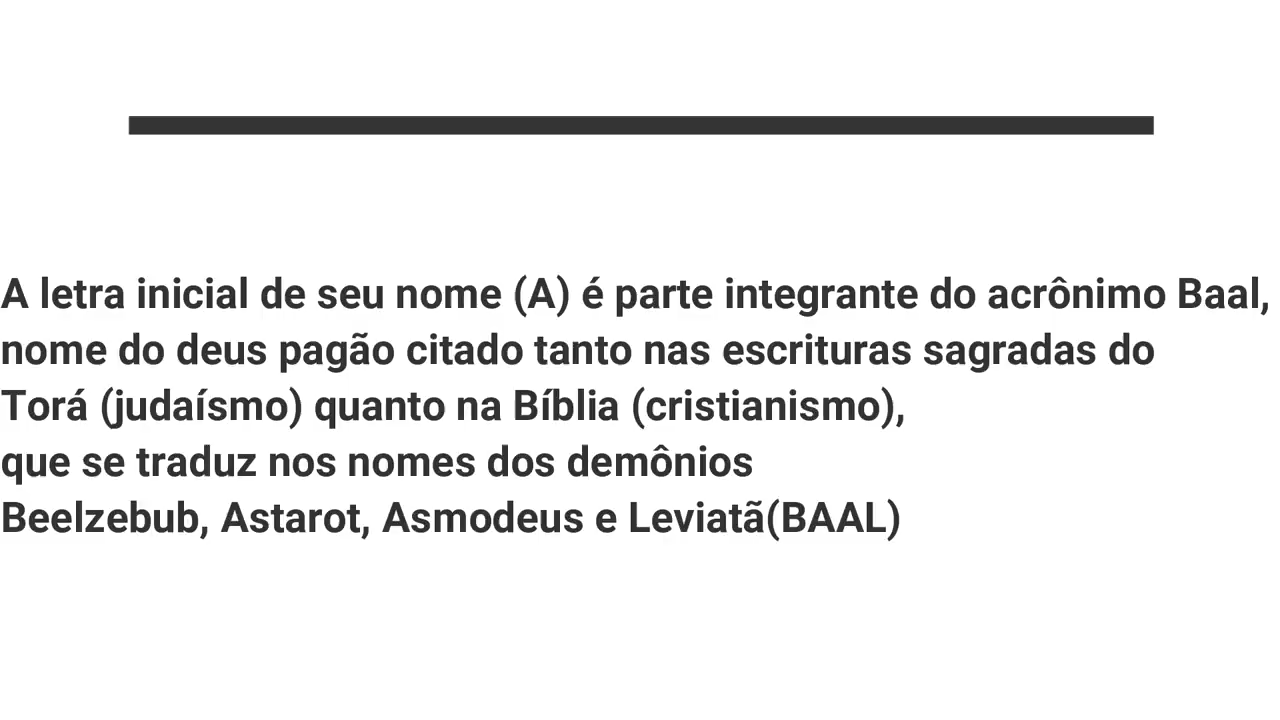 A letra inicial de seu nome (A) é parte integrante do acrônimo Baal,
nome do deus pagão citado tanto nas escrituras sagradas do
Torá (judaísmo) quanto na Bíblia (cristianismo),
que se traduz nos nomes dos demônios
Beelzebub, Astarot, Asmodeus e Leviatã(BAAL)